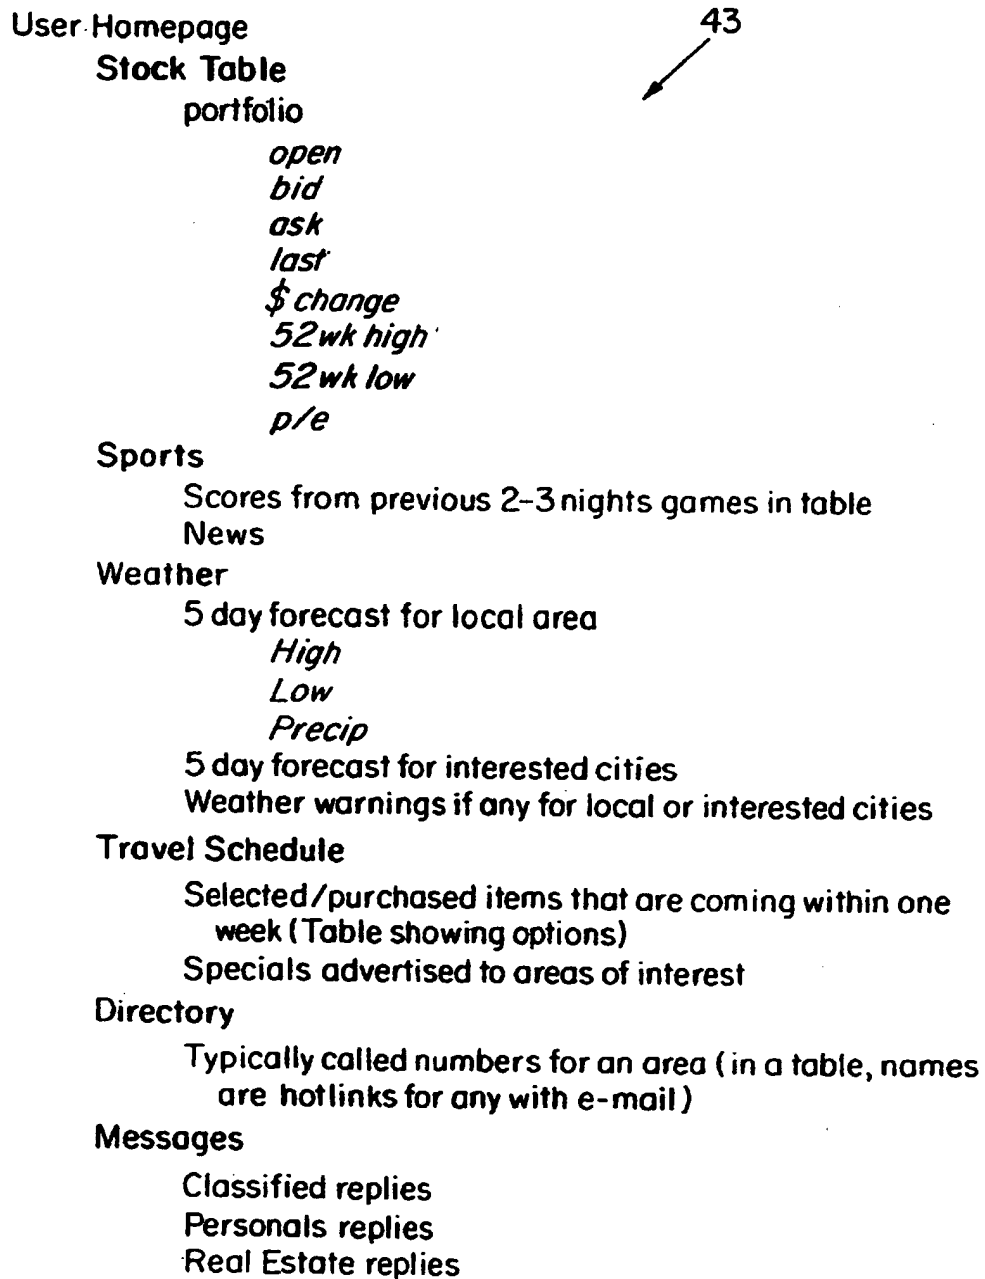 User Homepage
43
Stock Table
portfolio
open
bid
ask
last
$ change
52wk high
52wk low
p/e
Sports
Scores from previous 2-3 nights games in table
News
Weather
5 day forecast for local area
High
Low
Precip
5 day forecast for interested cities
Weather warnings if any for local or interested cities
Travel Schedule
Selected/purchased items that are coming within one
week (Table showing options)
Specials advertised to areas of interest
Directory
Typically called numbers for an area (in a table, names
are hotlinks for any with e-mail)
Messages
Classified replies
Personals replies
Real Estate replies